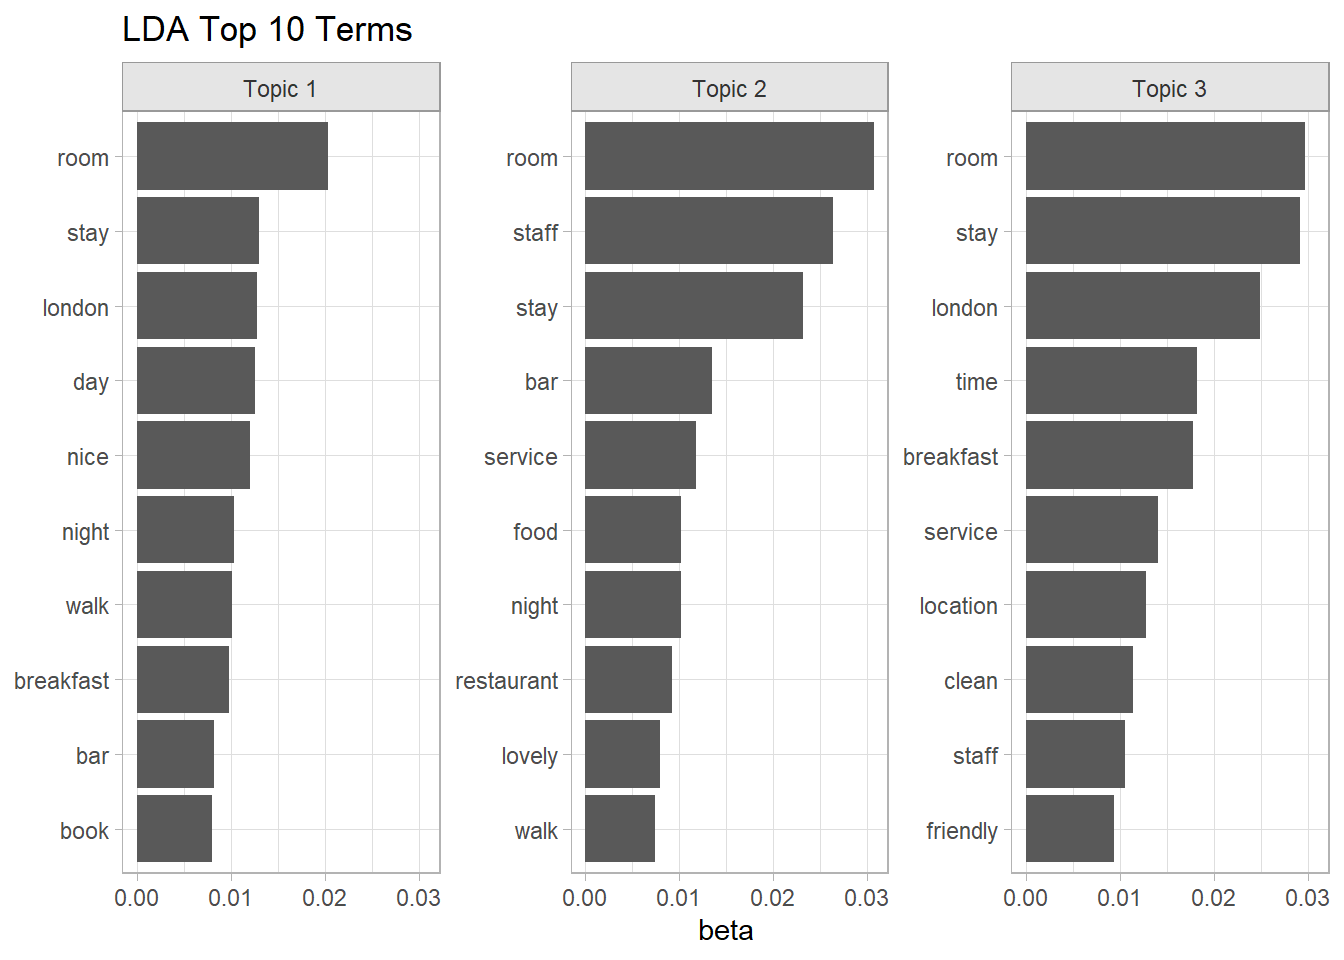 LDA Top 10 Terms
Topic 1
room
stay
london
day
nice
night
walk
breakfast
bar
book
0.00 0.01 0.02 0.03
Topic 2
room
staff
stay
bar
service
food
night
restaurant
lovely
walk
0.00 0.01 0.02 0.03
Topic 3
room
stay
london
time
breakfast
service
location
clean
staff
friendly
0.00 0.01 0.02 0.03
beta